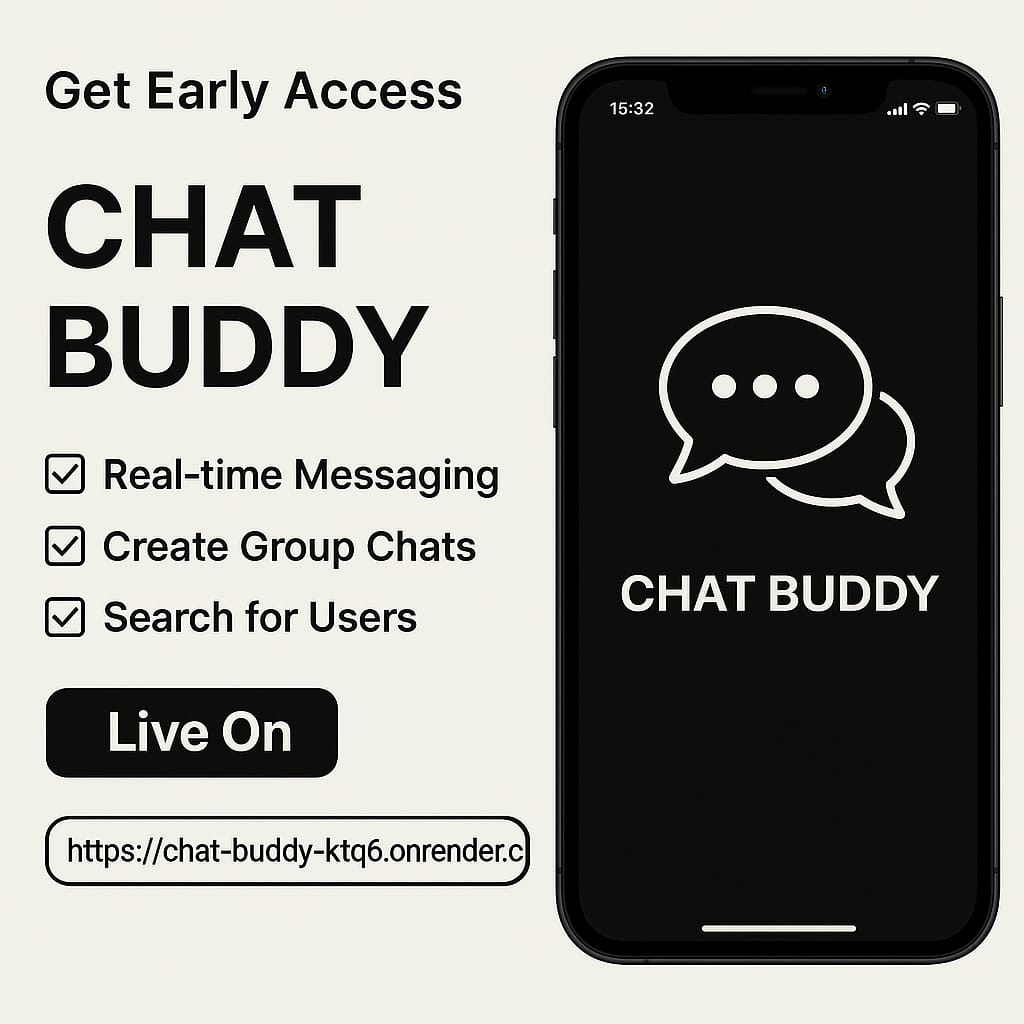 Get Early Access
CHAT
BUDDY
Real-time Messaging
Create Group Chats
Search for Users
Live On
https://chat-buddy-ktq6.onrender.c
15:32
CHAT BUDDY